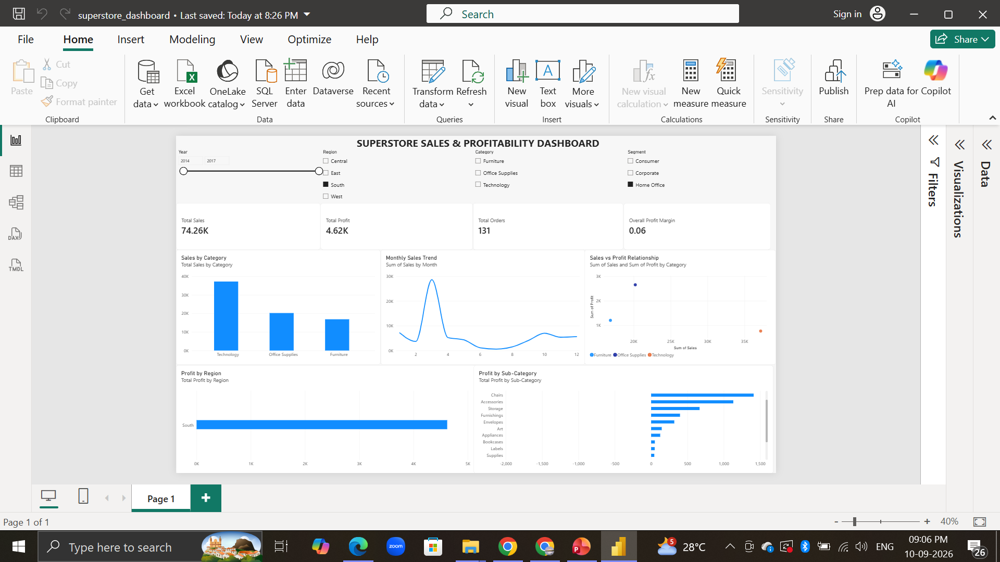 superstore_dashboard • Last saved: Today at 8:26 PM
Search
Sign in
File
Home
Insert
Modeling
View
Optimize
Help
Share
Paste
Cut
Copy
Format painter
Clipboard
Get data
Excel workbook
OneLake catalog
SQL Server
Enter data
Dataverse
Recent sources
Data
Transform data
Refresh
Queries
New visual
Text box
More visuals
Insert
New visual calculation
New measure
Quick measure
Calculations
Sensitivity
Sensitivity
Publish
Share
Prep data for AI
Copilot
Copilot
DAX
TMDL
SUPERSTORE SALES & PROFITABILITY DASHBOARD
Year
2014
2017
Region
Central
East
South
West
Category
Furniture
Office Supplies
Technology
Segment
Consumer
Corporate
Home Office
Total Sales
74.26K
Total Profit
4.62K
Total Orders
131
Overall Profit Margin
0.06
Sales by Category
Total Sales by Category
40K
30K
20K
10K
0K
Technology
Office Supplies
Furniture
Monthly Sales Trend
Sum of Sales by Month
30K
20K
10K
0K
2
4
6
8
10
12
Sales vs Profit Relationship
Sum of Sales and Sum of Profit by Category
Sum of Profit
3K
2K
1K
20K
25K
30K
35K
Sum of Sales
Furniture
Office Supplies
Technology
Profit by Region
Total Profit by Region
South
0K
1K
2K
3K
4K
5K
Profit by Sub-Category
Total Profit by Sub-Category
Chairs
Accessories
Storage
Furnishings
Envelopes
Art
Appliances
Bookcases
Labels
Supplies
-2,000
-1,500
-1,000
-500
0
500
1,000
1,500
Filters
Visualizations
Data
Page 1
Page 1 of 1
- + 40%
Type here to search
zoom
P
5
28°C
ENG
09:06 PM
10-09-2026
26